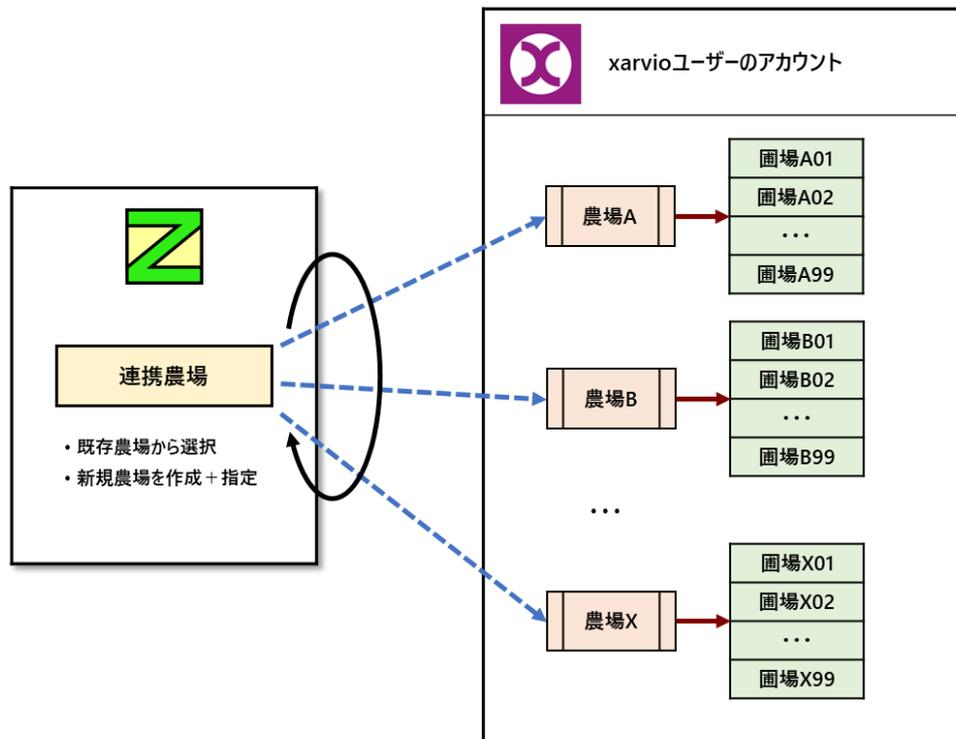 xarvioユーザーのアカウント
連携農場
・既存農場から選択
・新規農場を作成＋指定
農場A
圃場A01
圃場A02
…
圃場A99
農場B
圃場B01
圃場B02
…
圃場B99
…
農場X
圃場X01
圃場X02
…
圃場X99